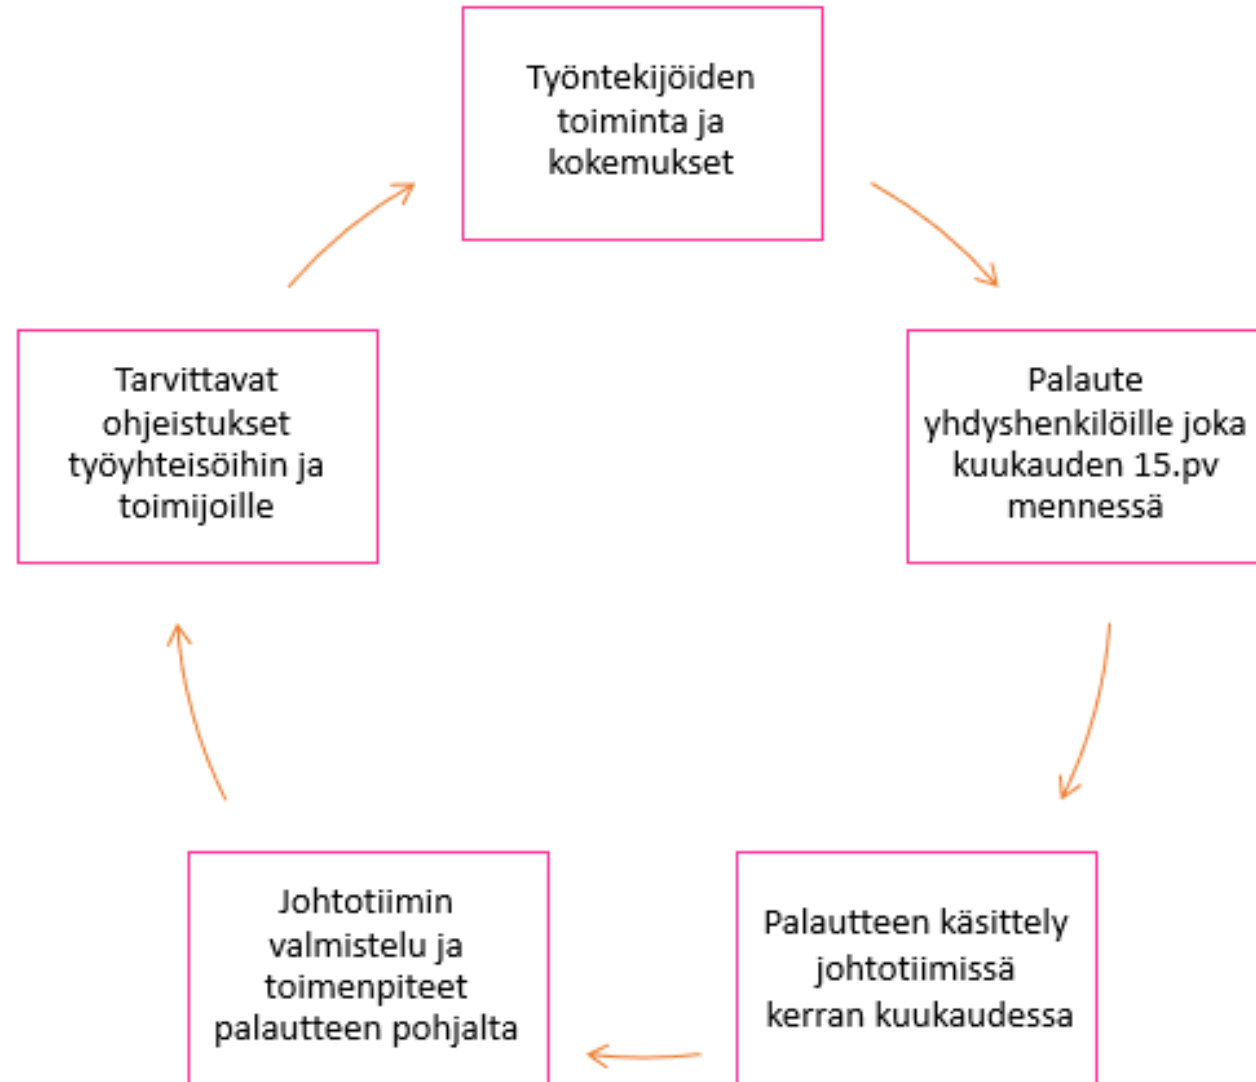 Työntekijöiden
toiminta ja
kokemukset
Palaute
yhdyshenkilöille joka
kuukauden 15.pv
mennessä
Palautteen käsittely
johtotiimissä
kerran kuukaudessa
Johtotiimin
valmistelu ja
toimenpiteet
palautteen pohjalta
Tarvittavat
ohjeistukset
työyhteisöihin ja
toimijoille